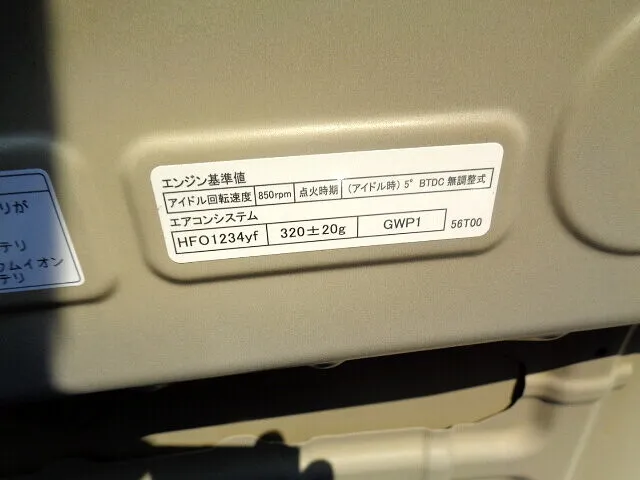 エンジン基準値
アイドル回転速度 850rpm 点火時期 (アイドル時) 5° BTDC 無調整式
エアコンシステム
HFO1234yf 320±20g GWP1 56T00
リが
テリ
ウムイオン
テリ